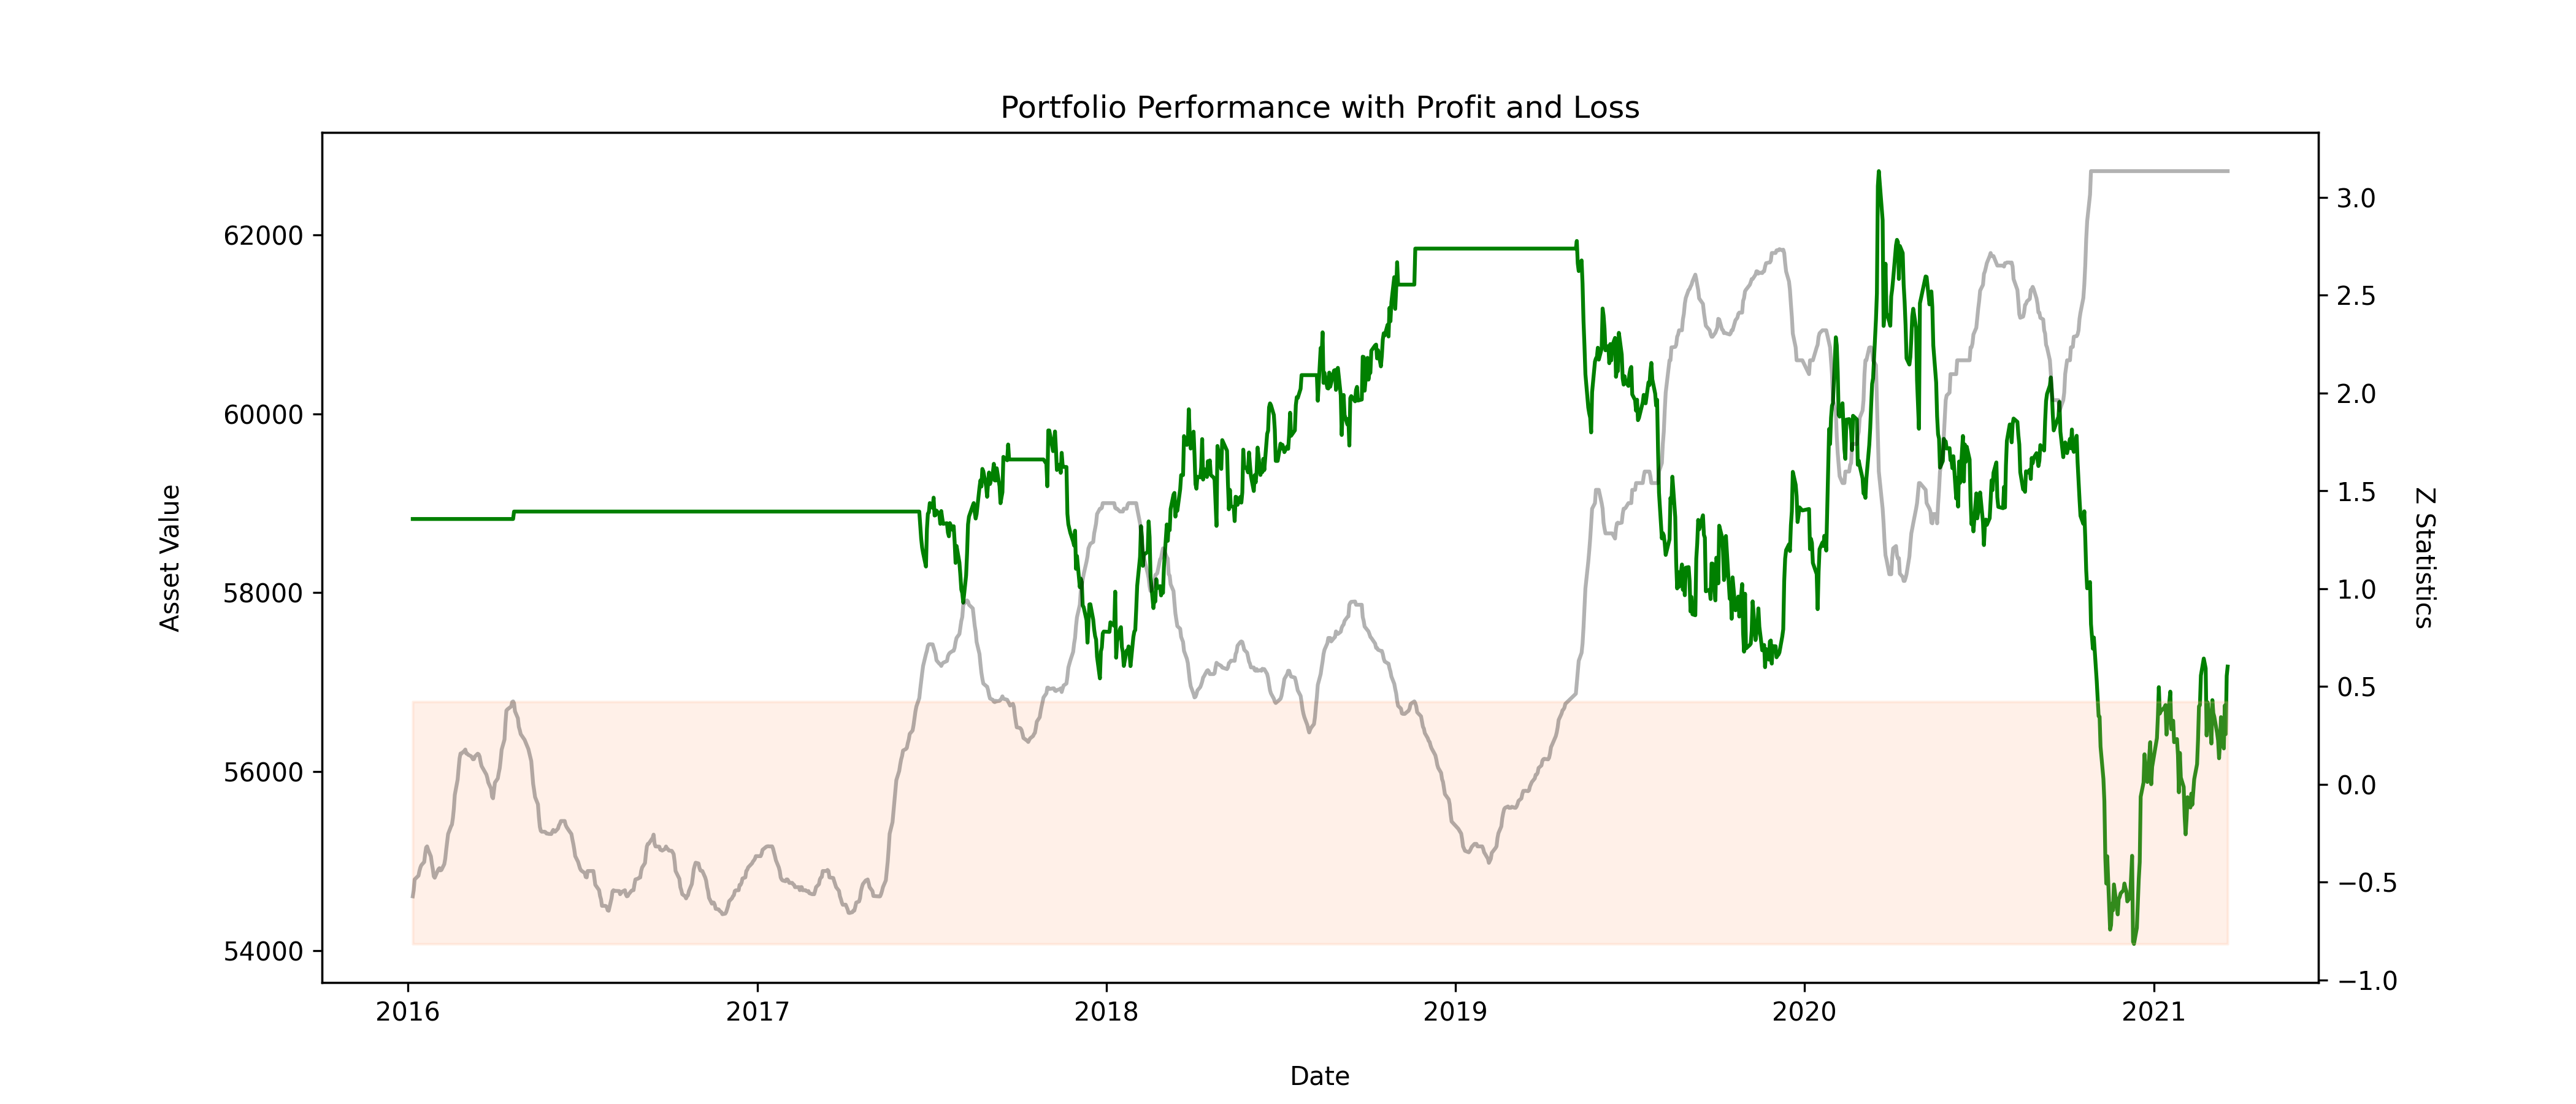 Portfolio Performance with Profit and Loss
62000
60000
58000
56000
54000
Asset Value
3.0
2.5
2.0
1.5
1.0
0.5
0.0
−0.5
−1.0
Z Statistics
2016 2017 2018 2019 2020 2021
Date